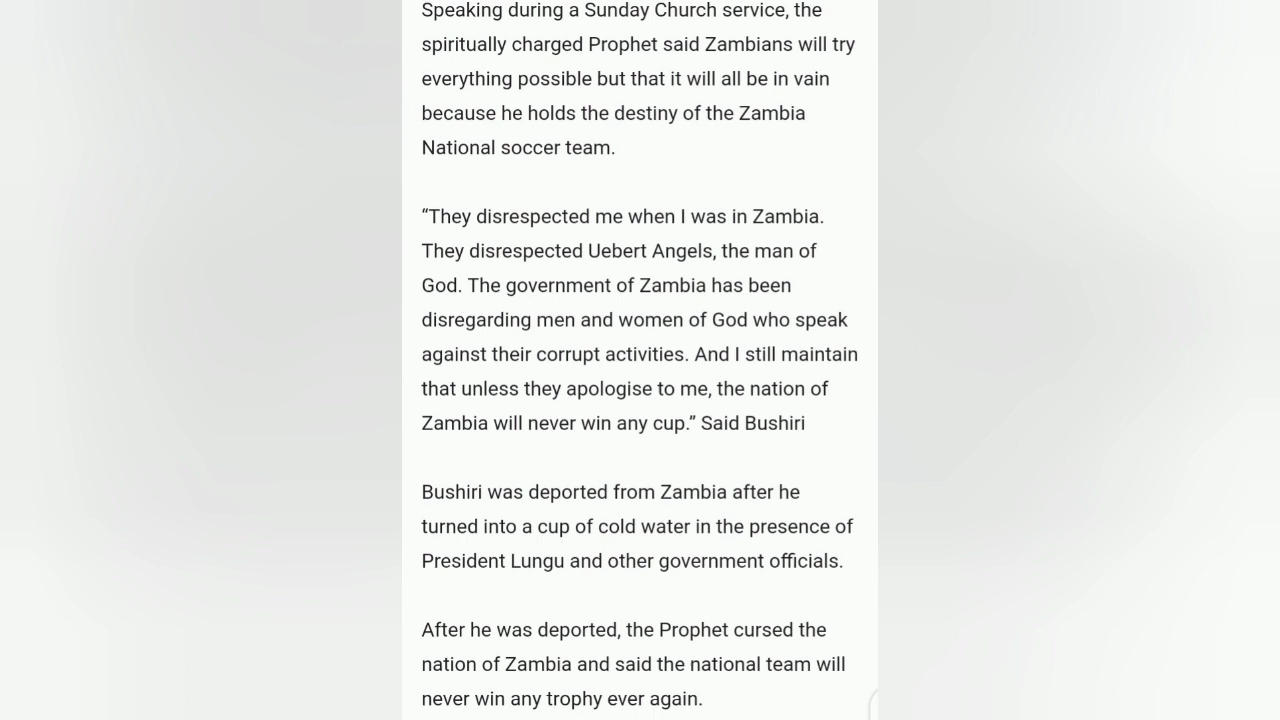 Speaking during a Sunday Church service, the
spiritually charged Prophet said Zambians will try
everything possible but that it will all be in vain
because he holds the destiny of the Zambia
National soccer team.
“They disrespected me when I was in Zambia.
They disrespected Uebert Angels, the man of
God. The government of Zambia has been
disregarding men and women of God who speak
against their corrupt activities. And I still maintain
that unless they apologise to me, the nation of
Zambia will never win any cup.” Said Bushiri
Bushiri was deported from Zambia after he
turned into a cup of cold water in the presence of
President Lungu and other government officials.
After he was deported, the Prophet cursed the
nation of Zambia and said the national team will
never win any trophy ever again.